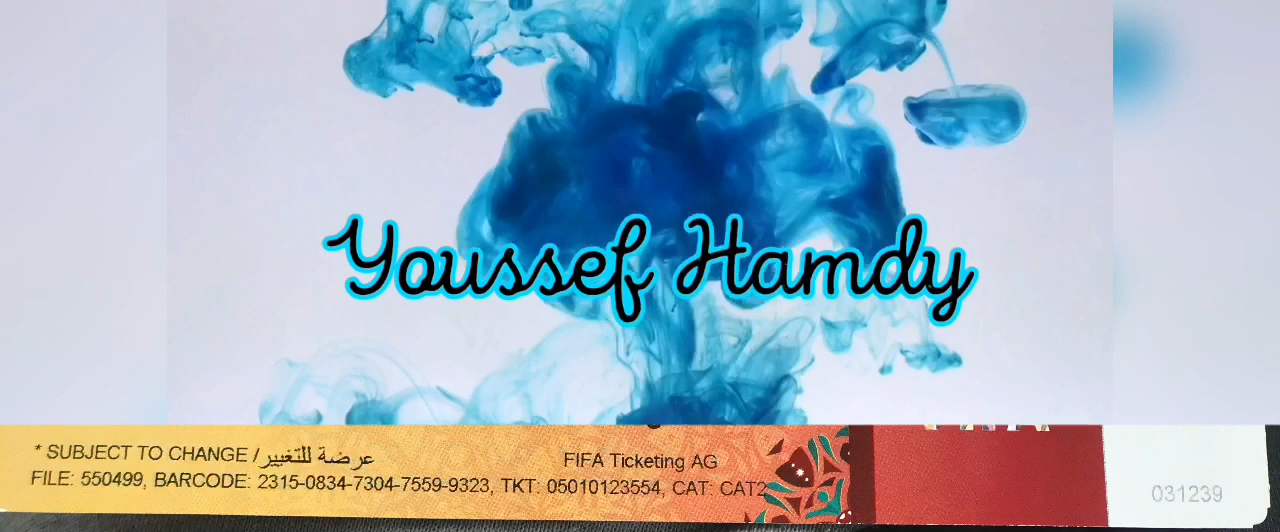 Youssef Hamdy
* SUBJECT TO CHANGE / عرضة للتغيير
FIFA Ticketing AG
FILE: 550499, BARCODE: 2315-0834-7304-7559-9323, TKT: 05010123554, CAT: CAT2
031239